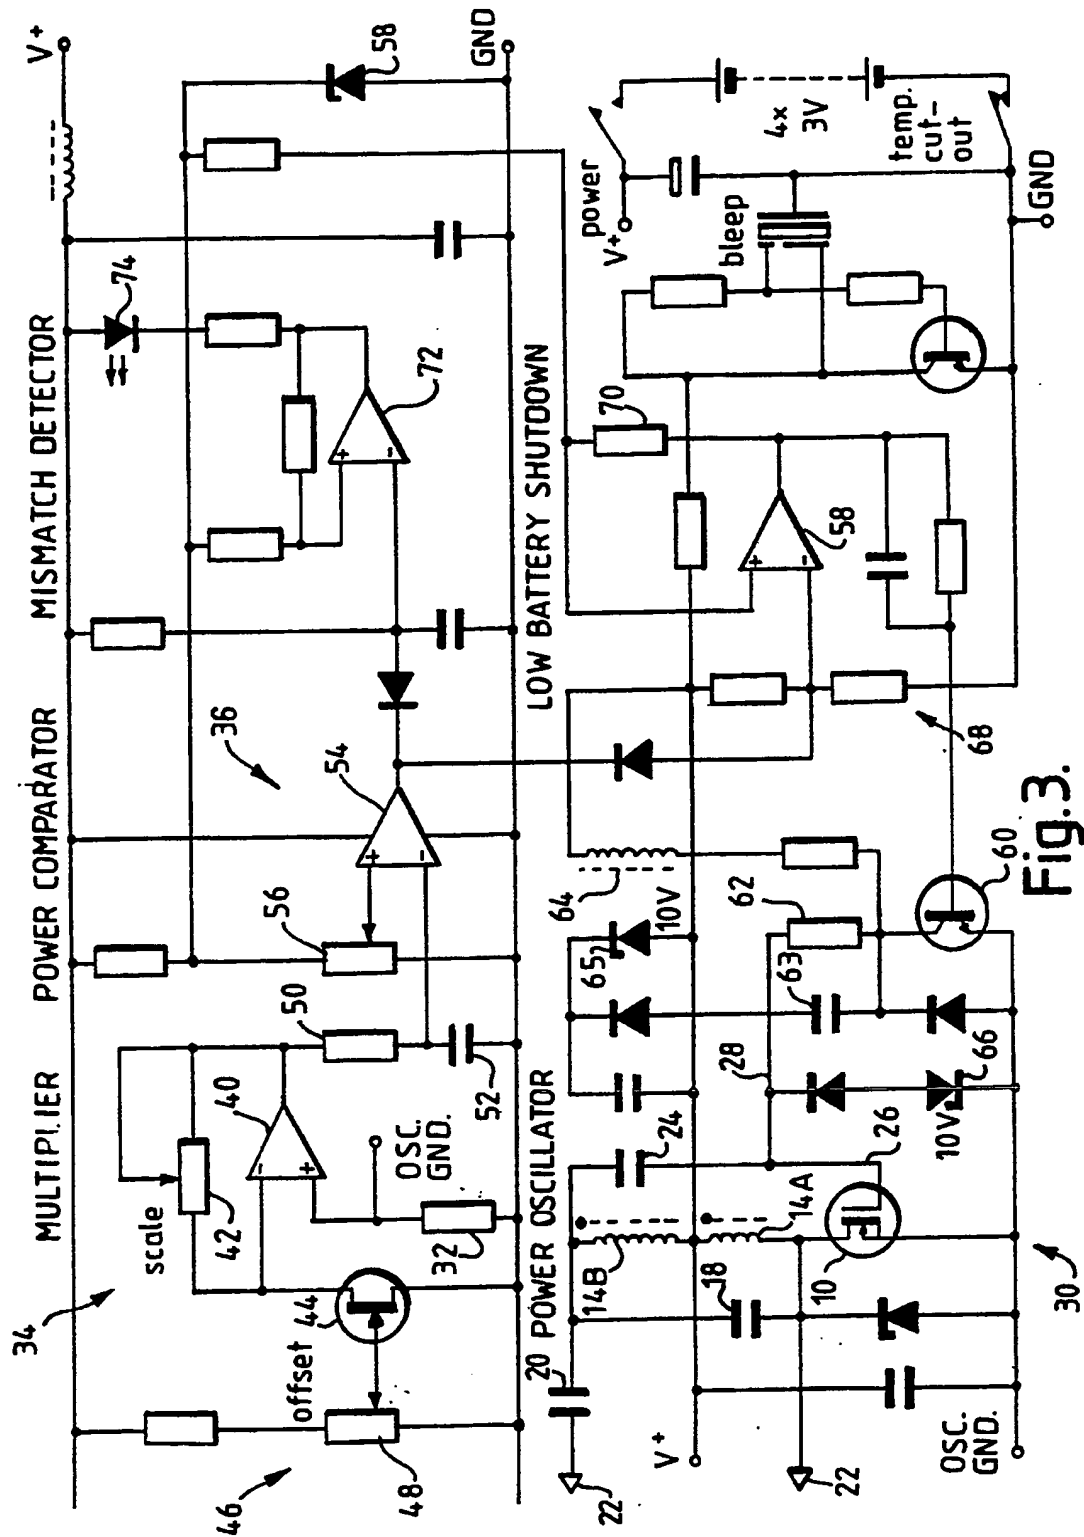 34
MULTIPLIER
POWER COMPARATOR
MISMATCH DETECTOR
V+
scale
42
40
50
56
36
54
74
72
58
GND
46
48
offset
44
32
OSC.
GND.
52
20
POWER OSCILLATOR
LOW BATTERY SHUTDOWN
22
V+
22
OSC.
GND.
30
14B
18
10
14A
24
26
28
10V
66
65
10V
63
64
62
60
68
58
70
bleep
V+
power
4x
3V
temp.
cut-
out
GND
Fig.3.